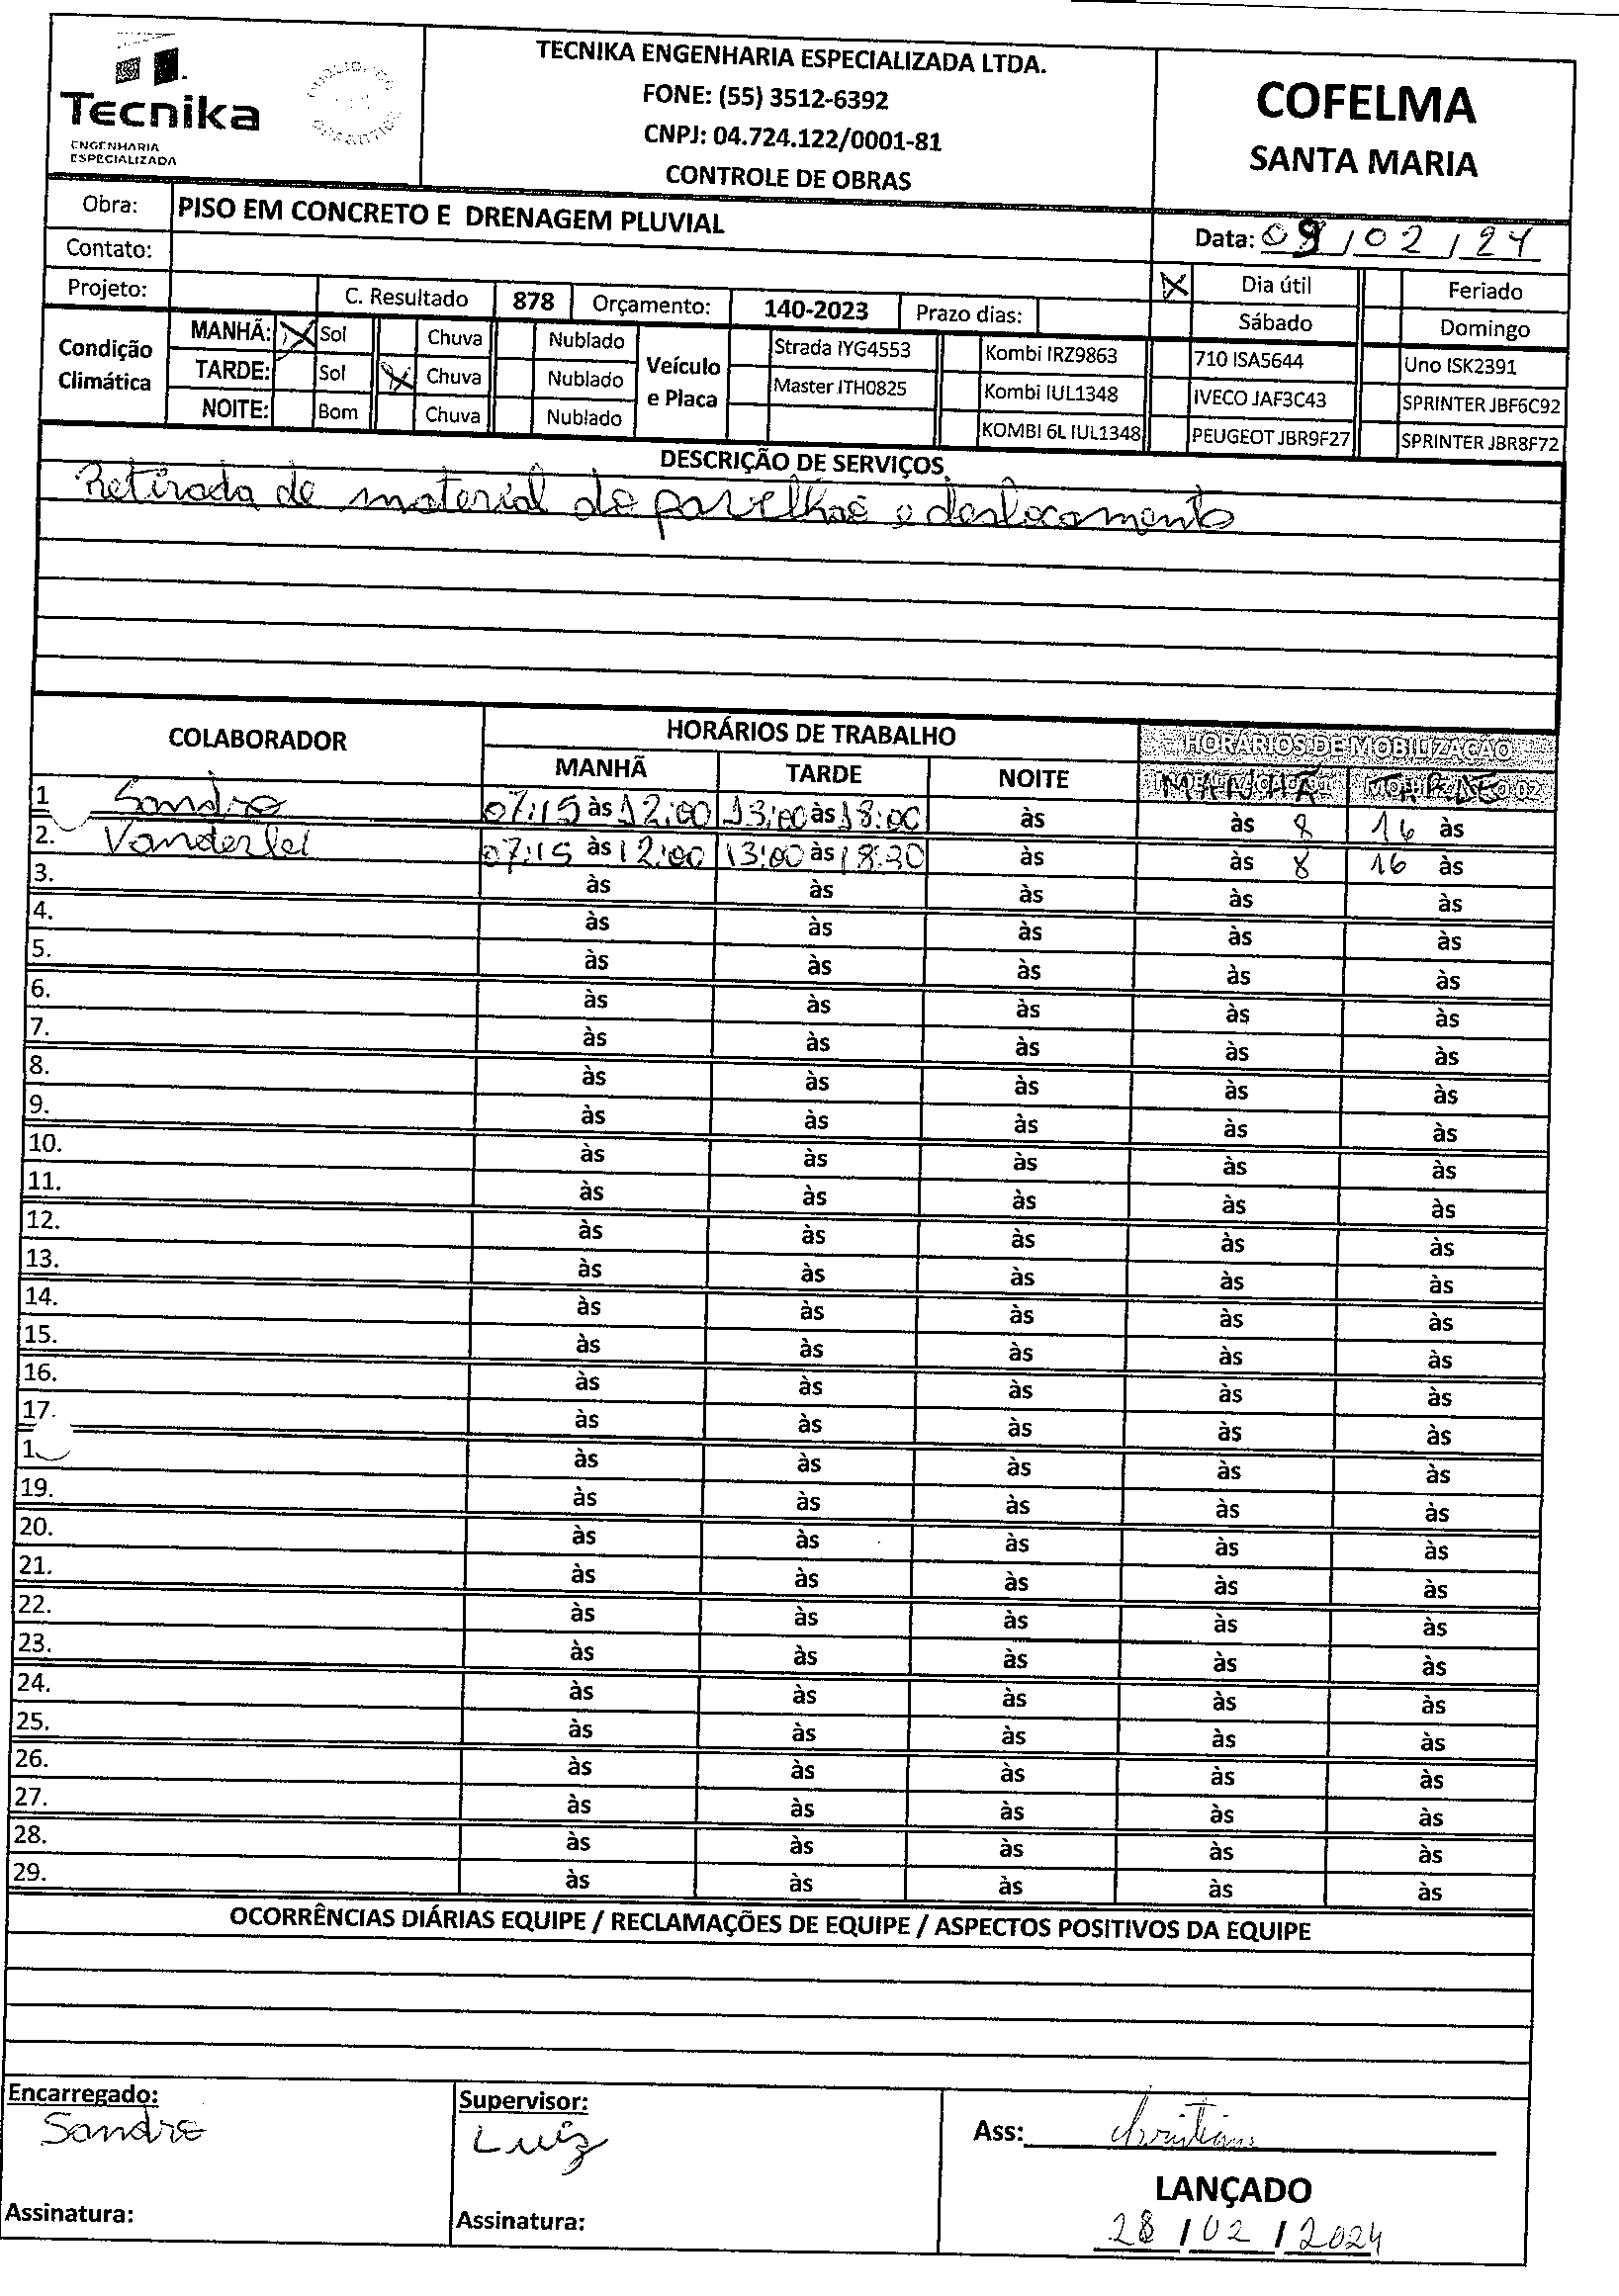 Tecnika
ENGENHARIA
ESPECIALIZADA
TECNIKA ENGENHARIA ESPECIALIZADA LTDA.
FONE: (55) 3512-6392
CNPJ: 04.724.122/0001-81
CONTROLE DE OBRAS
COFELMA
SANTA MARIA
Obra: PISO EM CONCRETO E DRENAGEM PLUVIAL
Data: 09/02/24
Contato:
X Dia útil Feriado
Projeto: C. Resultado 878 Orçamento: 140-2023 Prazo dias:
Sábado Domingo
Condição Climática
MANHÃ: X Sol Chuva Nublado
TARDE: Sol X Chuva Nublado
NOITE: Bom Chuva Nublado
Veículo e Placa
Strada IYG4553 Kombi IRZ9863 710 ISA5644 Uno ISK2391
Master ITH0825 Kombi IUL1348 IVECO JAF3C43 SPRINTER JBF6C92
KOMBI 6L IUL1348 PEUGEOT JBR9F27 SPRINTER JBR8F72
DESCRIÇÃO DE SERVIÇOS
Retirada de material do pavelhão e deslocamento
COLABORADOR HORÁRIOS DE TRABALHO HORÁRIOS DE MOBILIZAÇÃO
MANHÃ TARDE NOITE MANHÃ TARDE
1 Sandro 07:15 às 12:00 13:00 às 18:00 às às 8 16 às
2. Vanderlei 07:15 às 12:00 13:00 às 18:30 às às 8 16 às
3. às às às às às
4. às às às às às
5. às às às às às
6. às às às às às
7. às às às às às
8. às às às às às
9. às às às às às
10. às às às às às
11. às às às às às
12. às às às às às
13. às às às às às
14. às às às às às
15. às às às às às
16. às às às às às
17. às às às às às
1 às às às às às
19. às às às às às
20. às às às às às
21. às às às às às
22. às às às às às
23. às às às às às
24. às às às às às
25. às às às às às
26. às às às às às
27. às às às às às
28. às às às às às
29. às às às às às
OCORRÊNCIAS DIÁRIAS EQUIPE / RECLAMAÇÕES DE EQUIPE / ASPECTOS POSITIVOS DA EQUIPE
Encarregado:
Sandro
Assinatura:
Supervisor:
Luiz
Assinatura:
Ass:
LANÇADO
28/02/2024